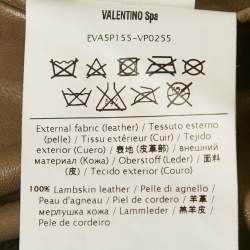 VALENTINO Spa
EVA5P155-VP0255
External fabric (leather) / Tessuto esterno
(pelle) / Tissu extérieur (Cuir) / Tejido
exterior (Cuero) / 表地 (皮革部) / внешний
материал (Кожа) / Oberstoff (Leder) / 面料
(皮) / Tecido exterior (Couro)
100% Lambskin leather / Pelle di agnello /
Peau d'agneau / Piel de cordero / 羊革 /
мерлушка кожа / Lammleder / 羔羊皮 /
Pele de cordeiro